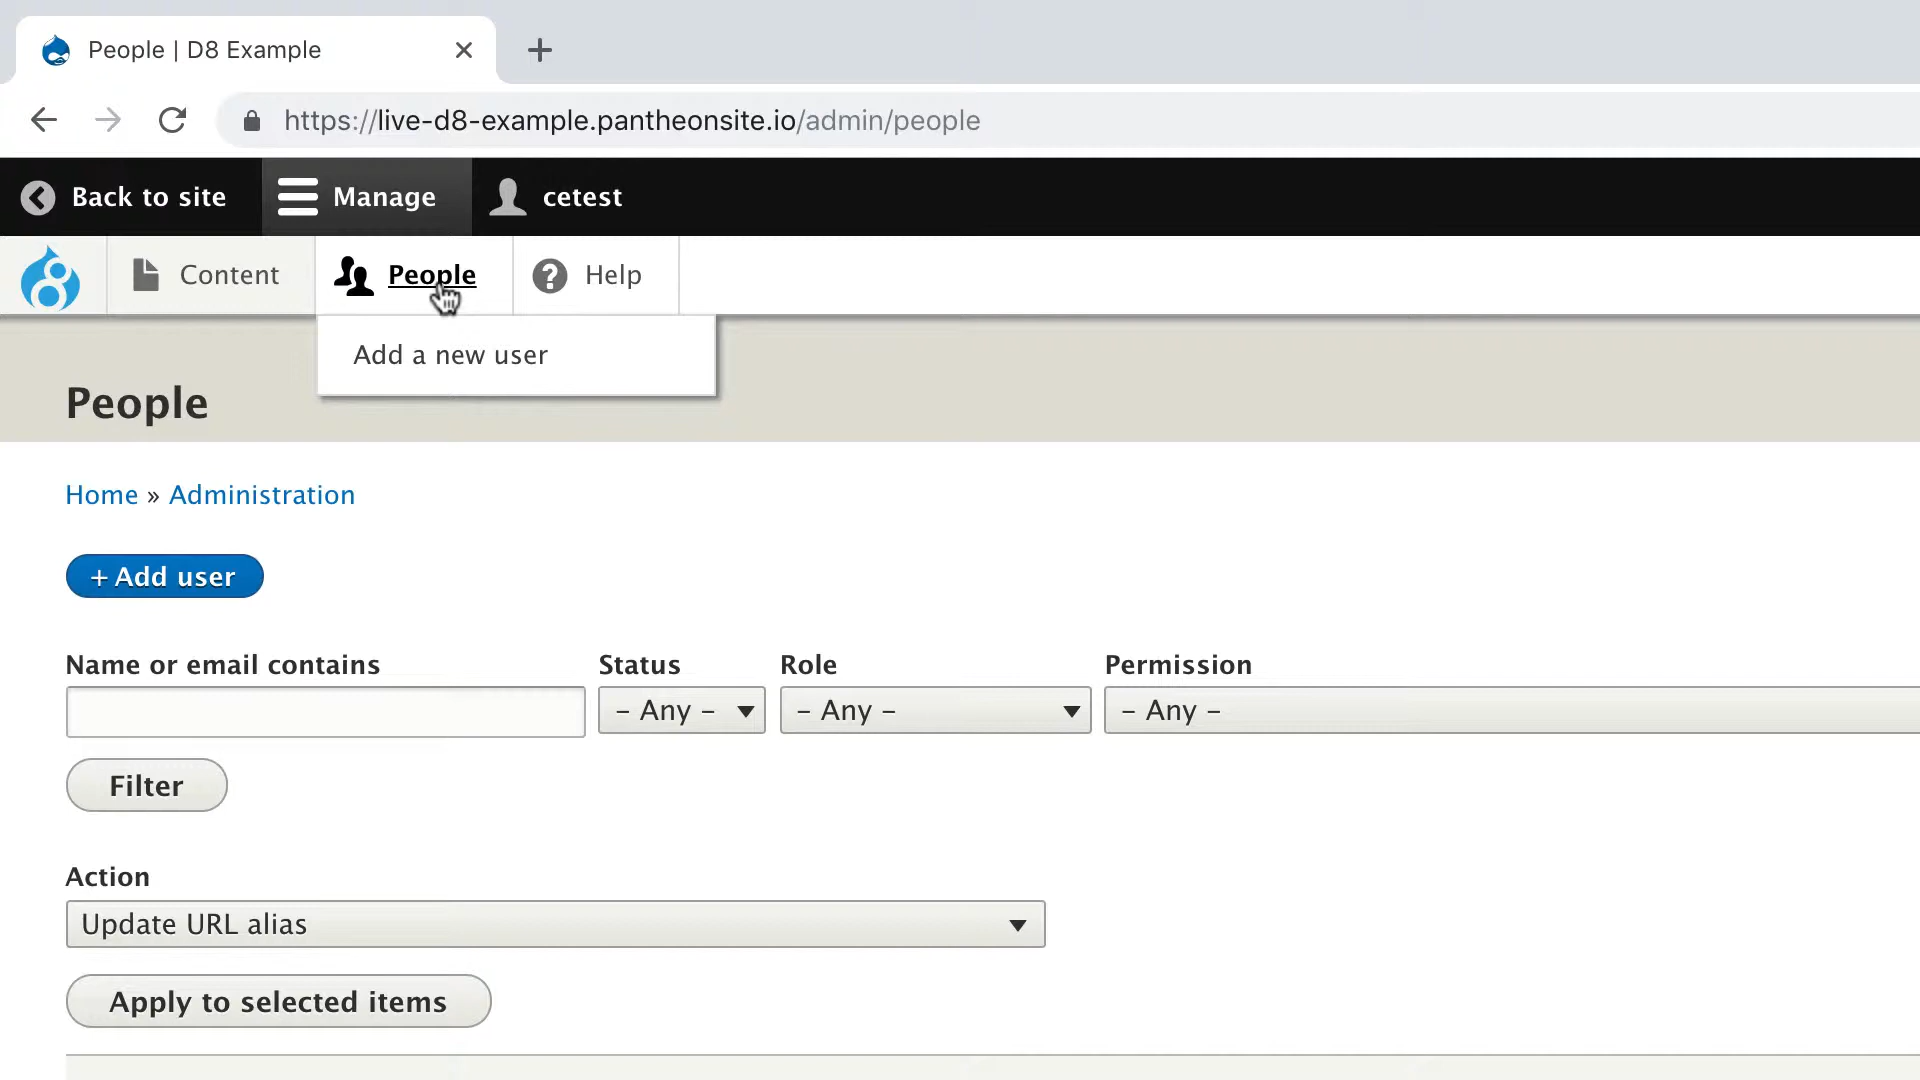 People | D8 Example
https://live-d8-example.pantheonsite.io/admin/people
Back to site Manage cetest
Content People Help
Add a new user
People
Home » Administration
+ Add user
Name or email contains Status Role Permission
– Any – – Any – – Any –
Filter
Action
Update URL alias
Apply to selected items